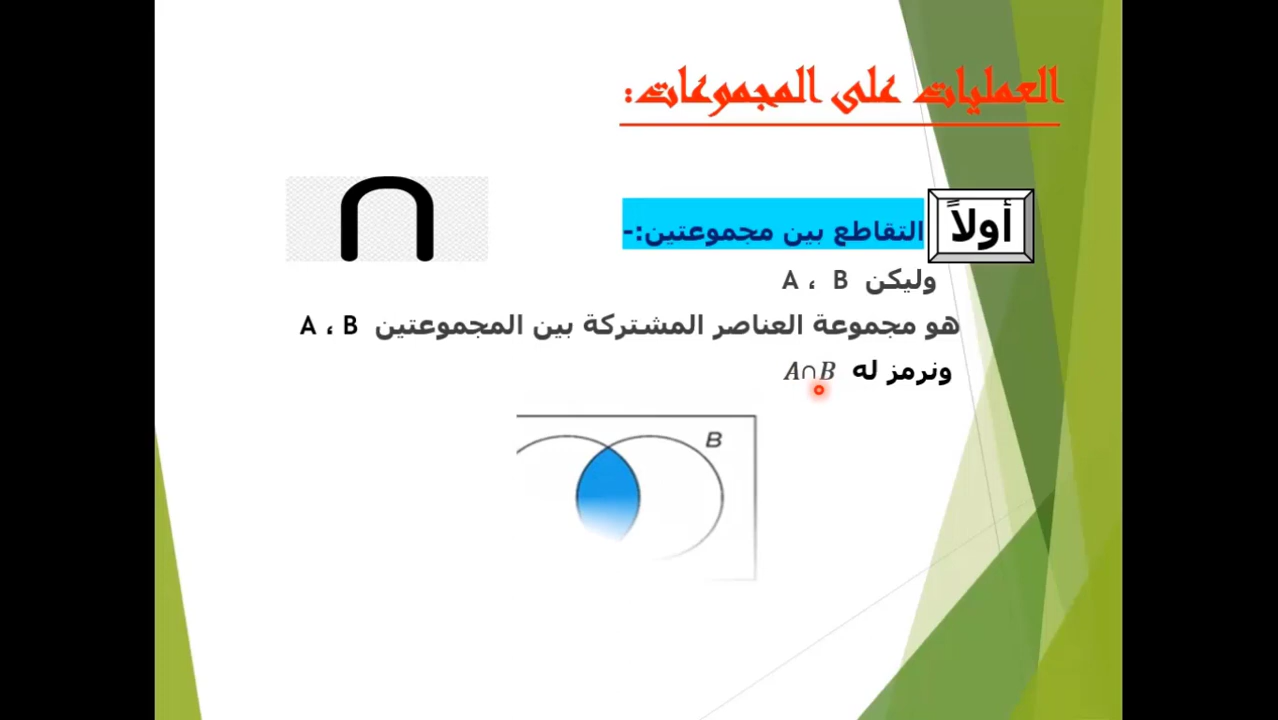 العمليات على المجموعات:
∩
أولاً
التقاطع بين مجموعتين:-
وليكن A ، B
هو مجموعة العناصر المشتركة بين المجموعتين A ، B
ونرمز له A∩B
B